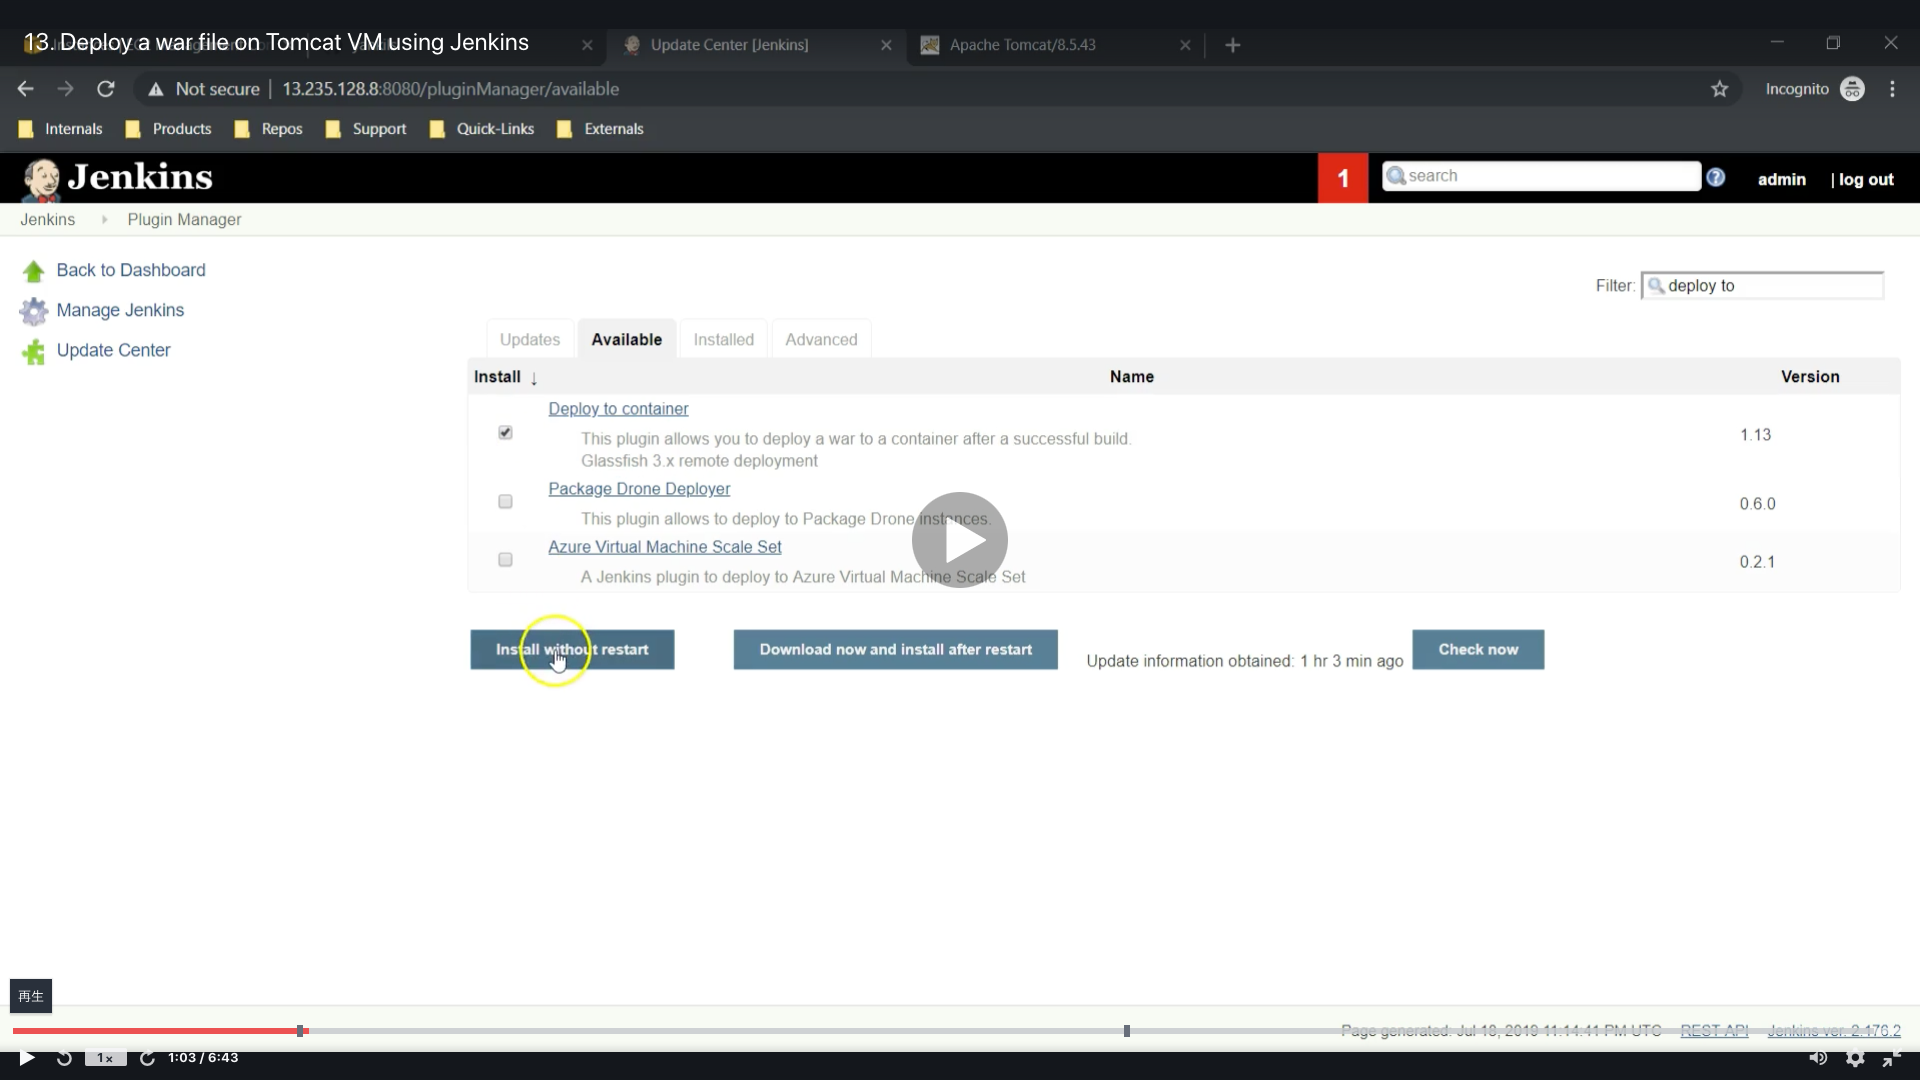 13. Deploy a war file on Tomcat VM using Jenkins
Update Center [Jenkins]
Apache Tomcat/8.5.43
Not secure
13.235.128.8:8080/pluginManager/available
Incognito
Internals
Products
Repos
Support
Quick-Links
Externals
Jenkins
1
search
admin
| log out
Jenkins
Plugin Manager
Back to Dashboard
Manage Jenkins
Update Center
Filter:
deploy to
Updates
Available
Installed
Advanced
Install ↓
Name
Version
Deploy to container
This plugin allows you to deploy a war to a container after a successful build.
Glassfish 3.x remote deployment
1.13
Package Drone Deployer
This plugin allows to deploy to Package Drone instances.
0.6.0
Azure Virtual Machine Scale Set
A Jenkins plugin to deploy to Azure Virtual Machine Scale Set
0.2.1
Install without restart
Download now and install after restart
Update information obtained: 1 hr 3 min ago
Check now
再生
Page generated: Jul 18, 2019 11:14:41 PM UTC
REST API
Jenkins ver. 2.176.2
1x
1:03 / 6:43